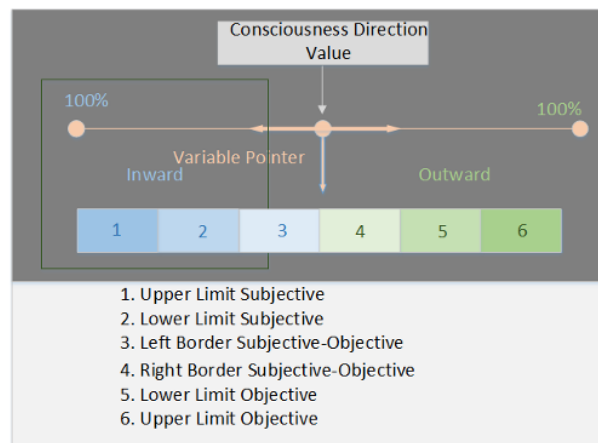 Consciousness Direction
Value
100%
100%
Variable Pointer
Inward
Outward
1 2 3 4 5 6
1. Upper Limit Subjective
2. Lower Limit Subjective
3. Left Border Subjective-Objective
4. Right Border Subjective-Objective
5. Lower Limit Objective
6. Upper Limit Objective